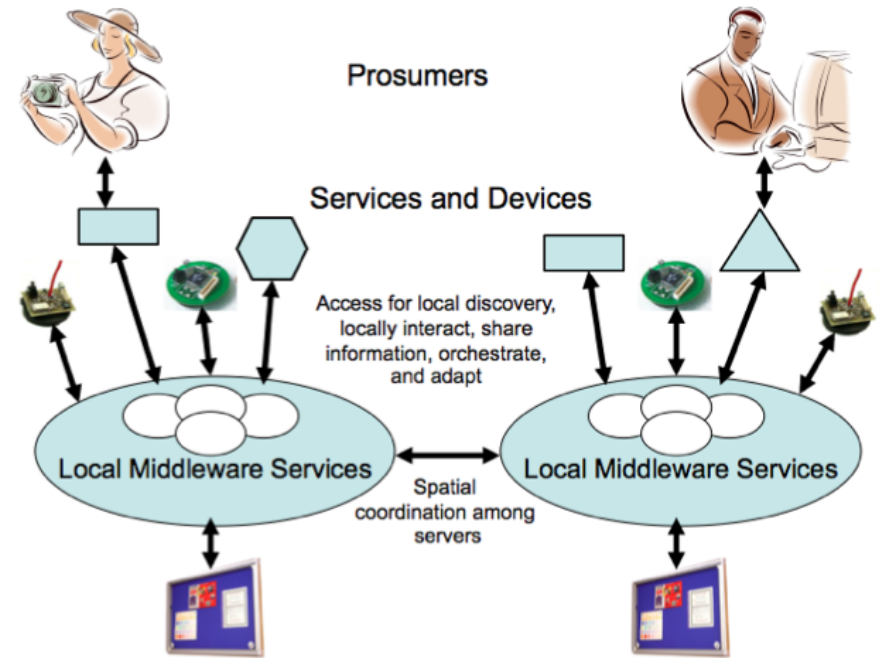 Prosumers
Services and Devices
Access for local discovery,
locally interact, share
information, orchestrate,
and adapt
Local Middleware Services
Local Middleware Services
Spatial
coordination among
servers